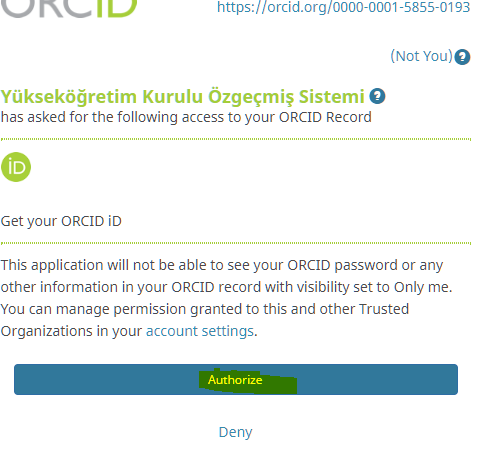 ORCID
https://orcid.org/0000-0001-5855-0193
(Not You) ?
Yükseköğretim Kurulu Özgeçmiş Sistemi ?
has asked for the following access to your ORCID Record
iD
Get your ORCID iD
This application will not be able to see your ORCID password or any
other information in your ORCID record with visibility set to Only me.
You can manage permission granted to this and other Trusted
Organizations in your account settings.
Authorize
Deny